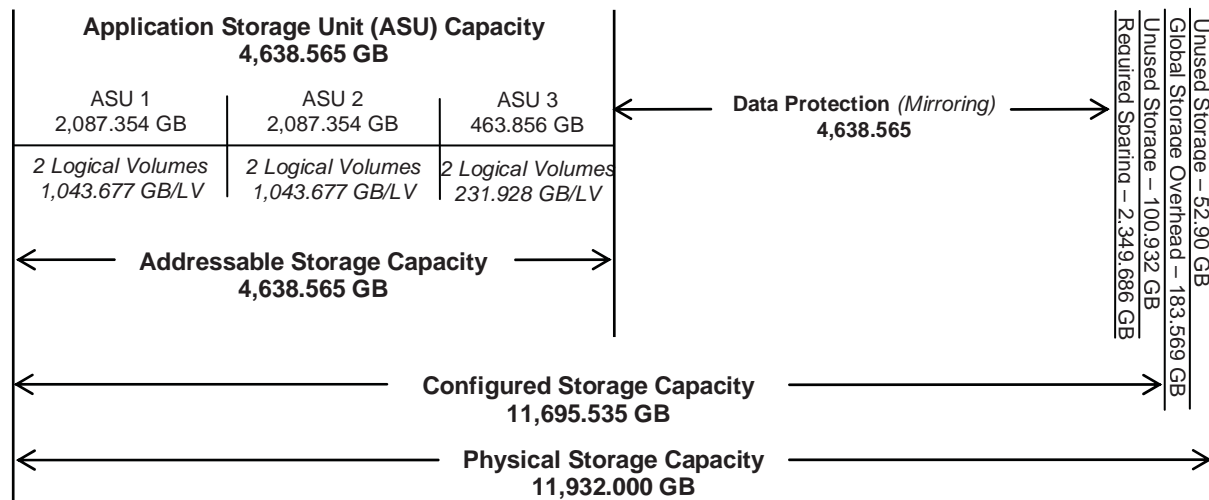 Application Storage Unit (ASU) Capacity
4,638.565 GB
ASU 1
2,087.354 GB
ASU 2
2,087.354 GB
ASU 3
463.856 GB
2 Logical Volumes
1,043.677 GB/LV
2 Logical Volumes
1,043.677 GB/LV
2 Logical Volumes
231.928 GB/LV
Addressable Storage Capacity
4,638.565 GB
Data Protection (Mirroring)
4,638.565
Required Sparing – 2.349.686 GB
Unused Storage – 100.932 GB
Global Storage Overhead – 183.569 GB
Unused Storage – 52.90 GB
Configured Storage Capacity
11,695.535 GB
Physical Storage Capacity
11,932.000 GB